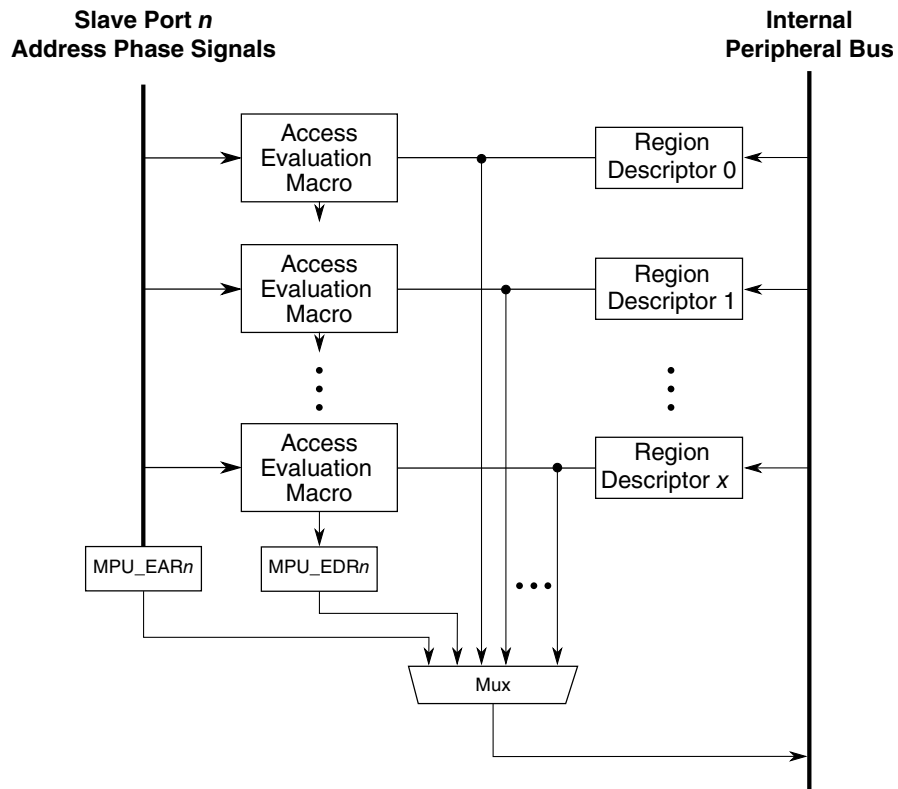 Slave Port n
Address Phase Signals
Internal
Peripheral Bus
Access
Evaluation
Macro
Region
Descriptor 0
Access
Evaluation
Macro
Region
Descriptor 1
Access
Evaluation
Macro
Region
Descriptor x
MPU_EARn
MPU_EDRn
Mux